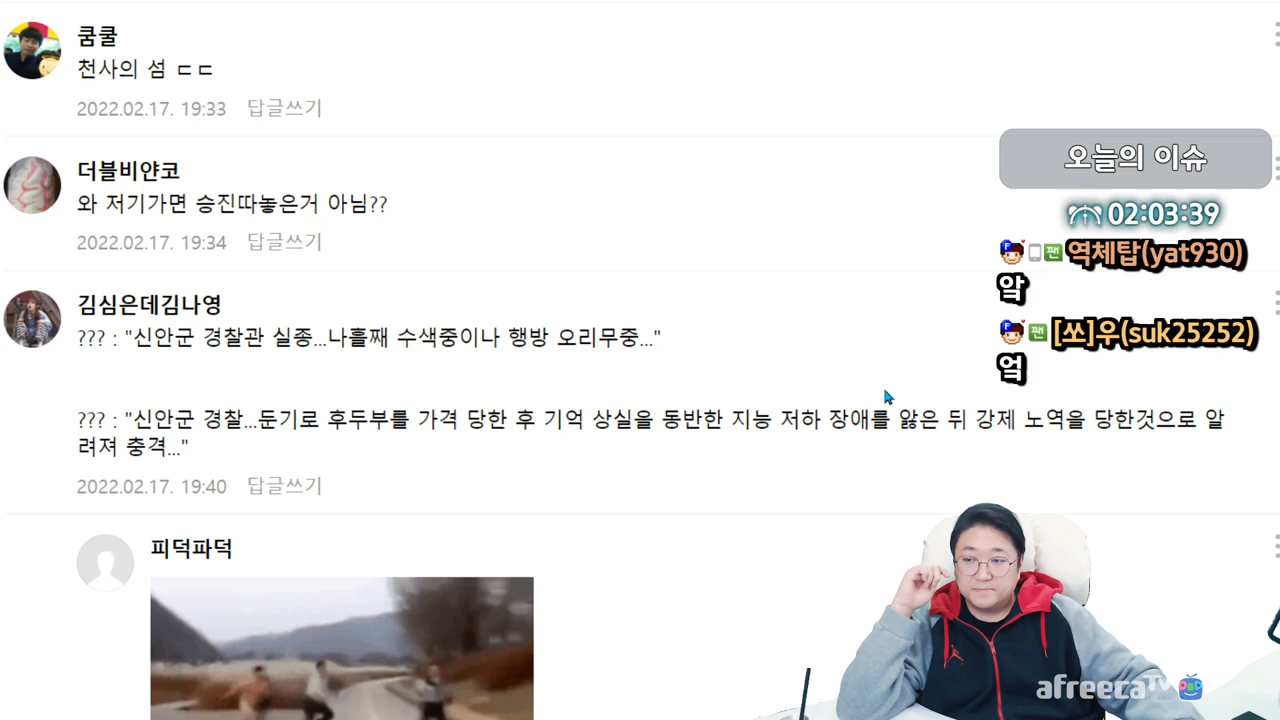 쿰쿨
천사의 섬 ㄷㄷ
2022.02.17. 19:33 답글쓰기
더블비얀코
와 저기가면 승진따놓은거 아님??
2022.02.17. 19:34 답글쓰기
김심은데김나영
??? : "신안군 경찰관 실종...나흘째 수색중이나 행방 오리무중..."
??? : "신안군 경찰...둔기로 후두부를 가격 당한 후 기억 상실을 동반한 지능 저하 장애를 앓은 뒤 강제 노역을 당한것으로 알
려져 충격..."
2022.02.17. 19:40 답글쓰기
피덕파덕
오늘의 이슈
02:03:39
F 팬 역체탑(yat930)
앜
F 팬 [쏘]우(suk25252)
엌
afreecaTV